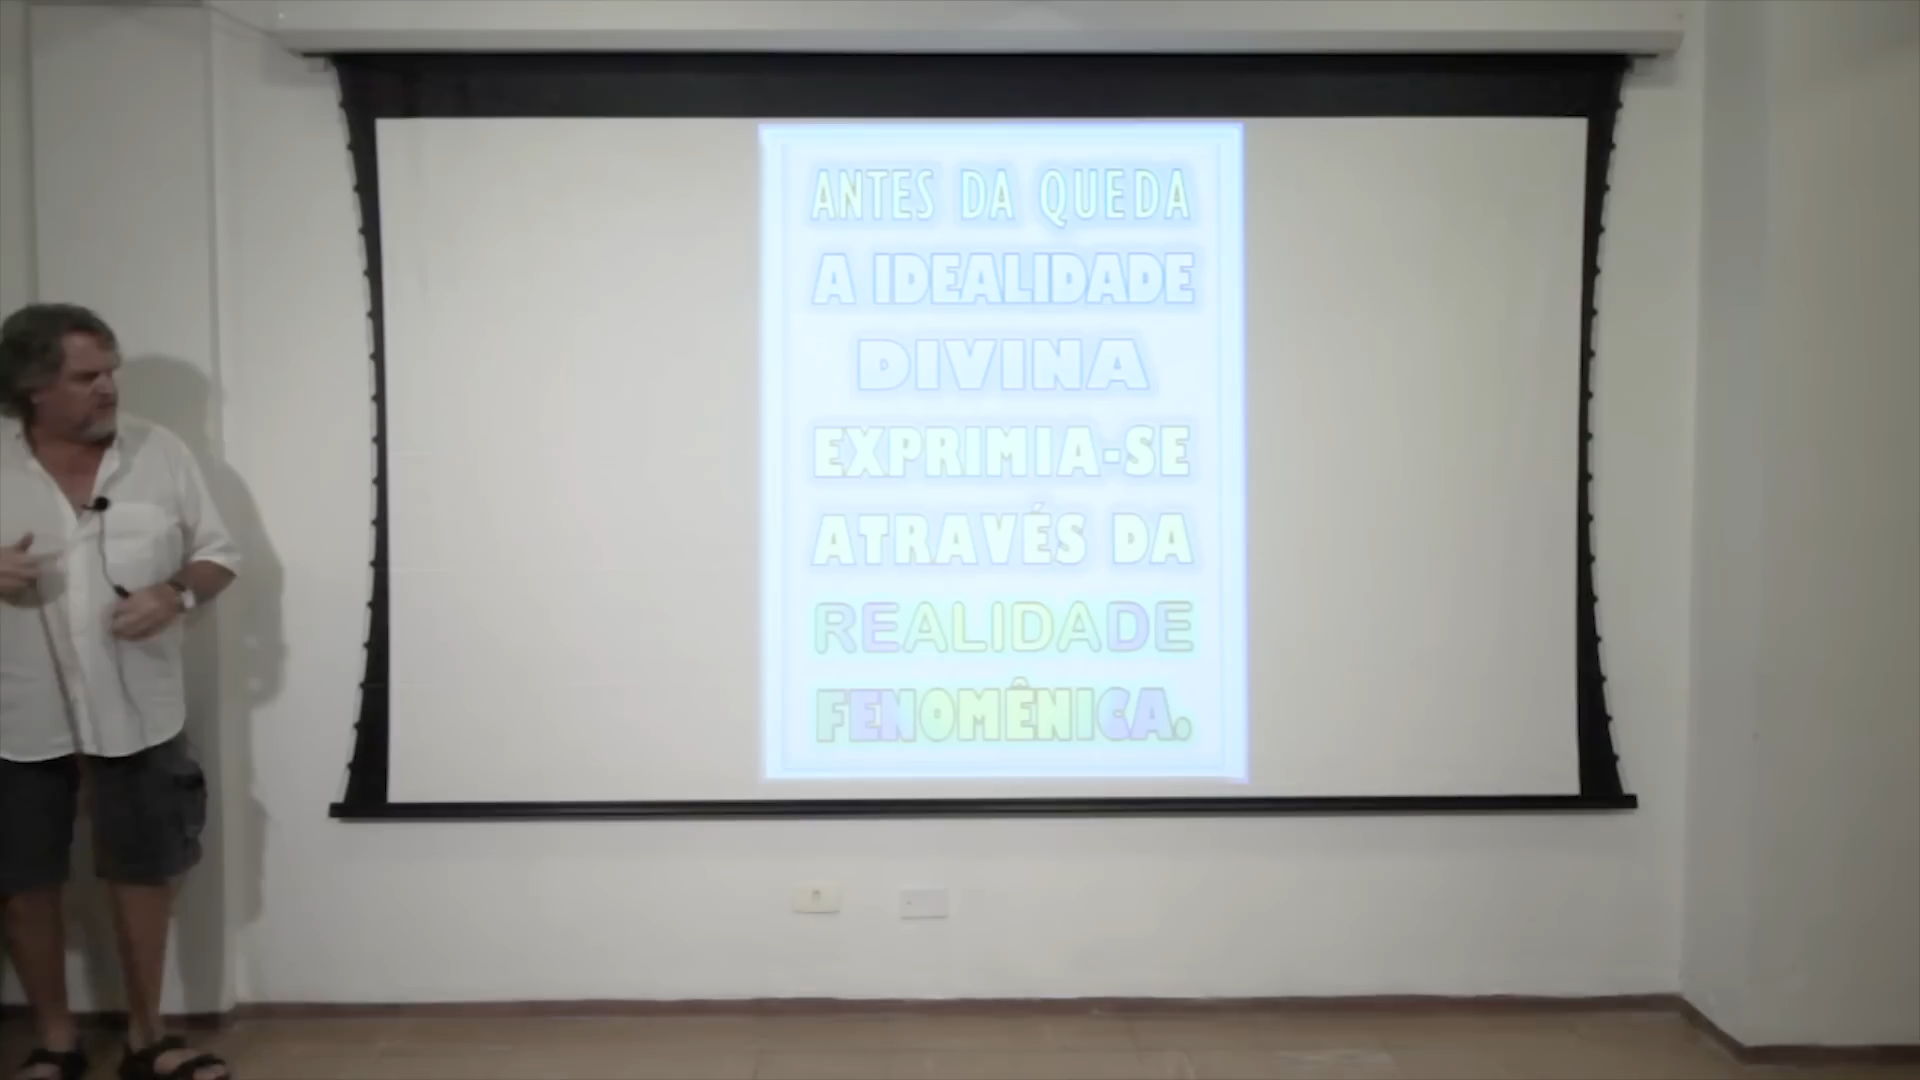 ANTES DA QUEDA
A IDEALIDADE
DIVINA
EXPRIMIA-SE
ATRAVÉS DA
REALIDADE
FENOMÊNICA.